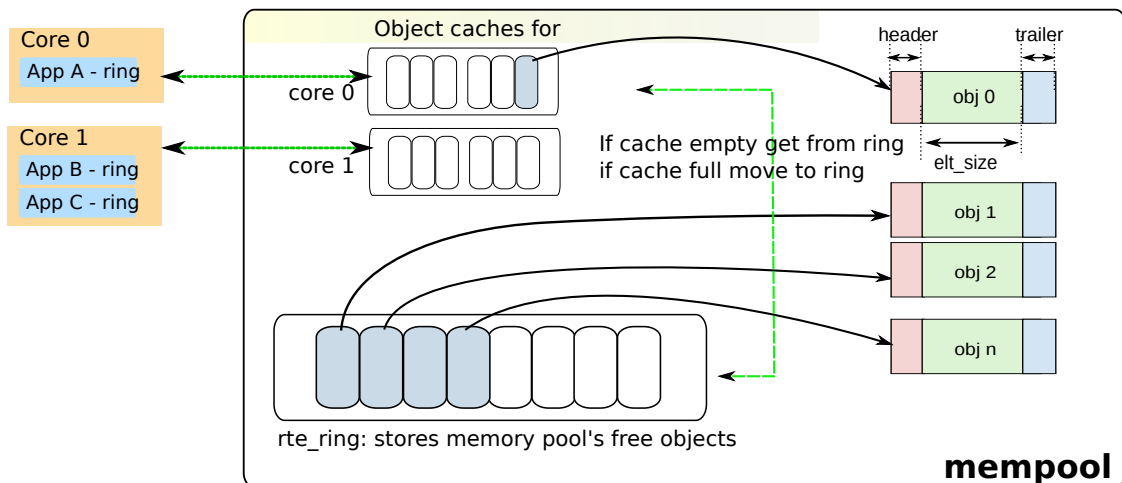 Core 0
App A - ring
Core 1
App B - ring
App C - ring
Object caches for
core 0
core 1
If cache empty get from ring
if cache full move to ring
header
trailer
obj 0
elt_size
obj 1
obj 2
obj n
rte_ring: stores memory pool's free objects
mempool